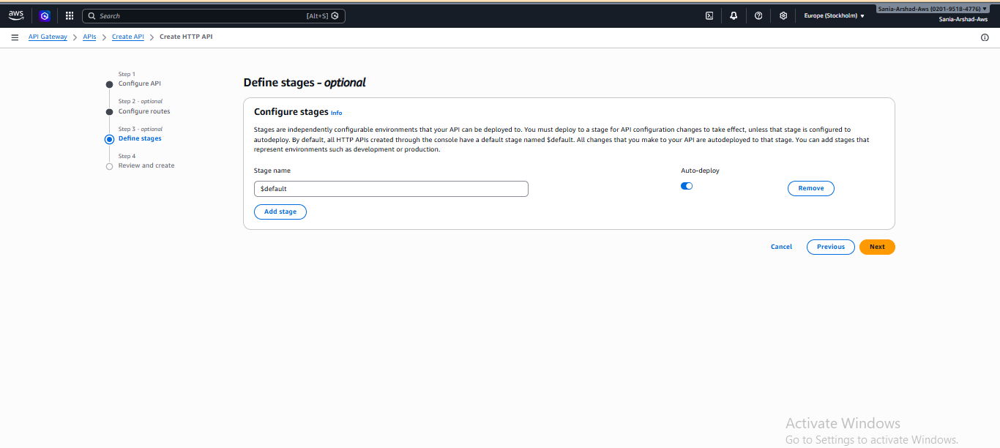 aws
Search [Alt+S]
Europe (Stockholm)
Sania-Arshad-Aws (0201-9518-4776)
Sania-Arshad-Aws
API Gateway > APIs > Create API > Create HTTP API
Step 1
Configure API
Step 2 - optional
Configure routes
Step 3 - optional
Define stages
Step 4
Review and create
Define stages - optional
Configure stages Info
Stages are independently configurable environments that your API can be deployed to. You must deploy to a stage for API configuration changes to take effect, unless that stage is configured to
autodeploy. By default, all HTTP APIs created through the console have a default stage named $default. All changes that you make to your API are autodeployed to that stage. You can add stages that
represent environments such as development or production.
Stage name
Auto-deploy
$default
Remove
Add stage
Cancel
Previous
Next
Activate Windows
Go to Settings to activate Windows.